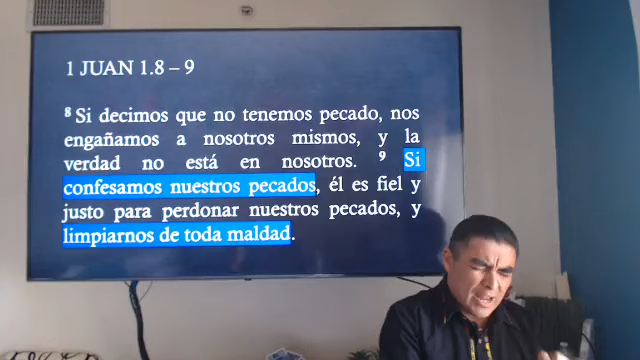 1 JUAN 1.8 – 9
⁸ Si decimos que no tenemos pecado, nos
engañamos a nosotros mismos, y la
verdad no está en nosotros. ⁹ Si
confesamos nuestros pecados, él es fiel y
justo para perdonar nuestros pecados, y
limpiarnos de toda maldad.